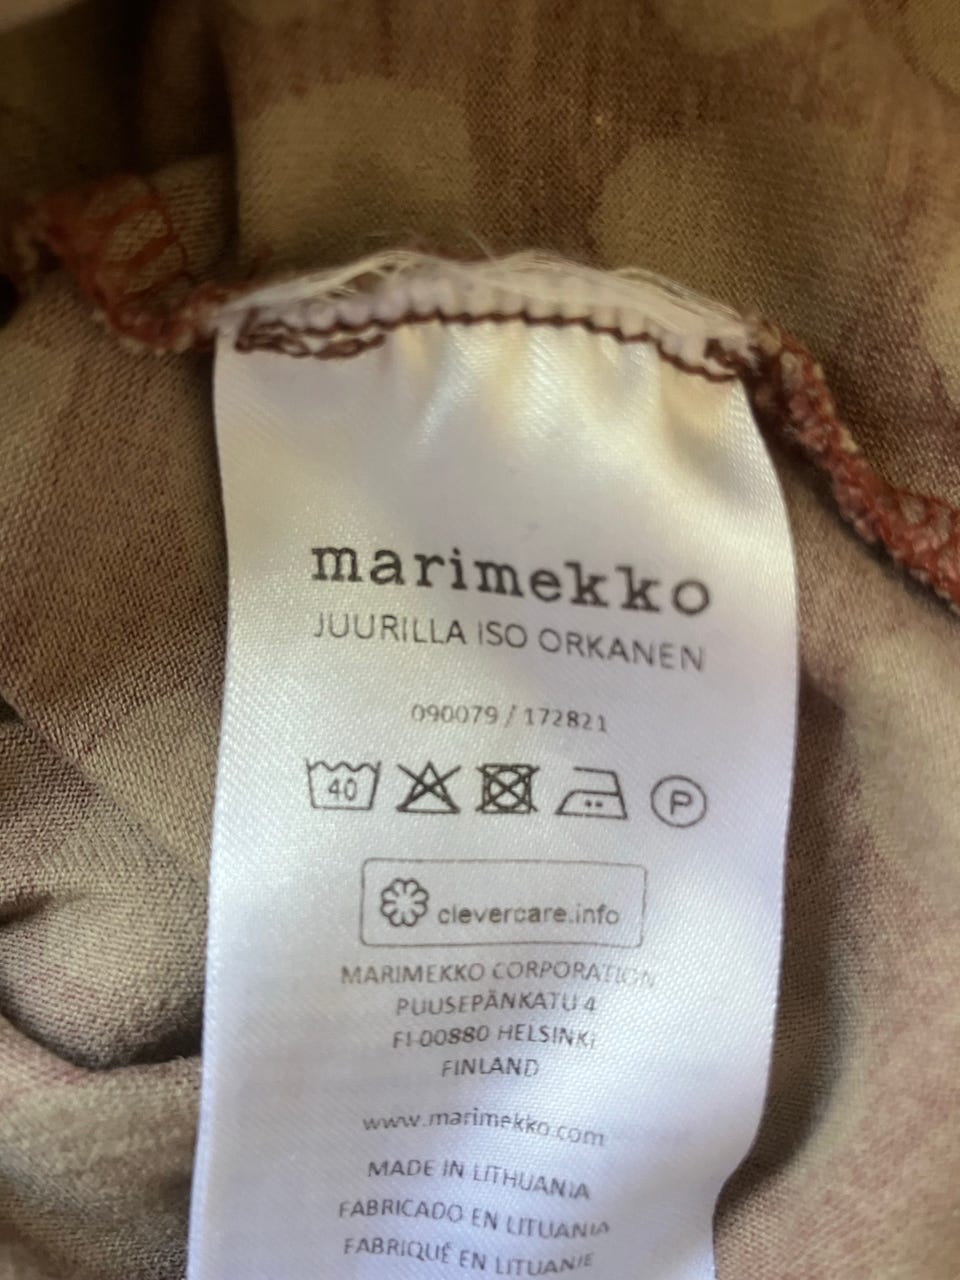 marimekko
JUURILLA ISO ORKANEN
090079 / 172821
40 P
clevercare.info
MARIMEKKO CORPORATION
PUUSEPÄNKATU 4
FI-00880 HELSINKI
FINLAND
www.marimekko.com
MADE IN LITHUANIA
FABRICADO EN LITUANIA
FABRIQUÉ EN LITUANIE